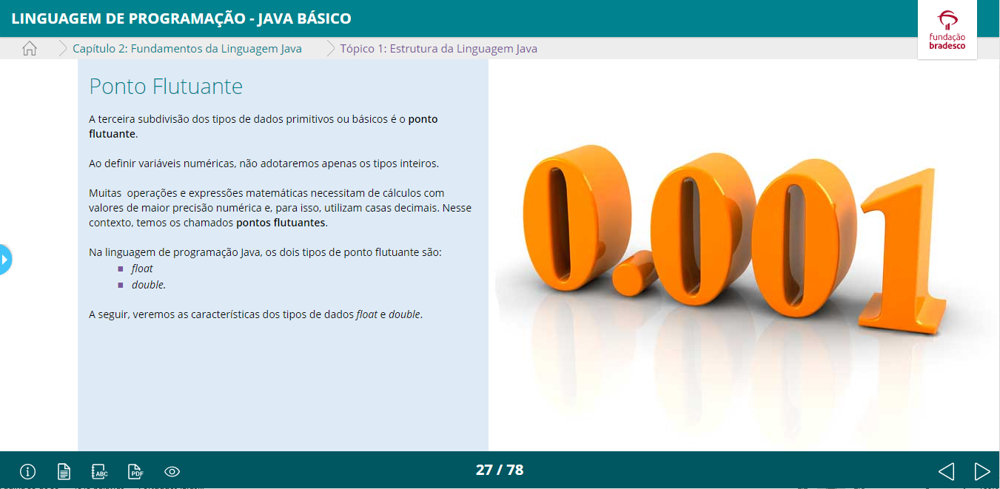 LINGUAGEM DE PROGRAMAÇÃO - JAVA BÁSICO
fundação
bradesco
Capítulo 2: Fundamentos da Linguagem Java
Tópico 1: Estrutura da Linguagem Java
Ponto Flutuante
A terceira subdivisão dos tipos de dados primitivos ou básicos é o ponto
flutuante.
Ao definir variáveis numéricas, não adotaremos apenas os tipos inteiros.
Muitas operações e expressões matemáticas necessitam de cálculos com
valores de maior precisão numérica e, para isso, utilizam casas decimais. Nesse
contexto, temos os chamados pontos flutuantes.
Na linguagem de programação Java, os dois tipos de ponto flutuante são:
float
double.
A seguir, veremos as características dos tipos de dados float e double.
0.001
ABC
PDF
27 / 78